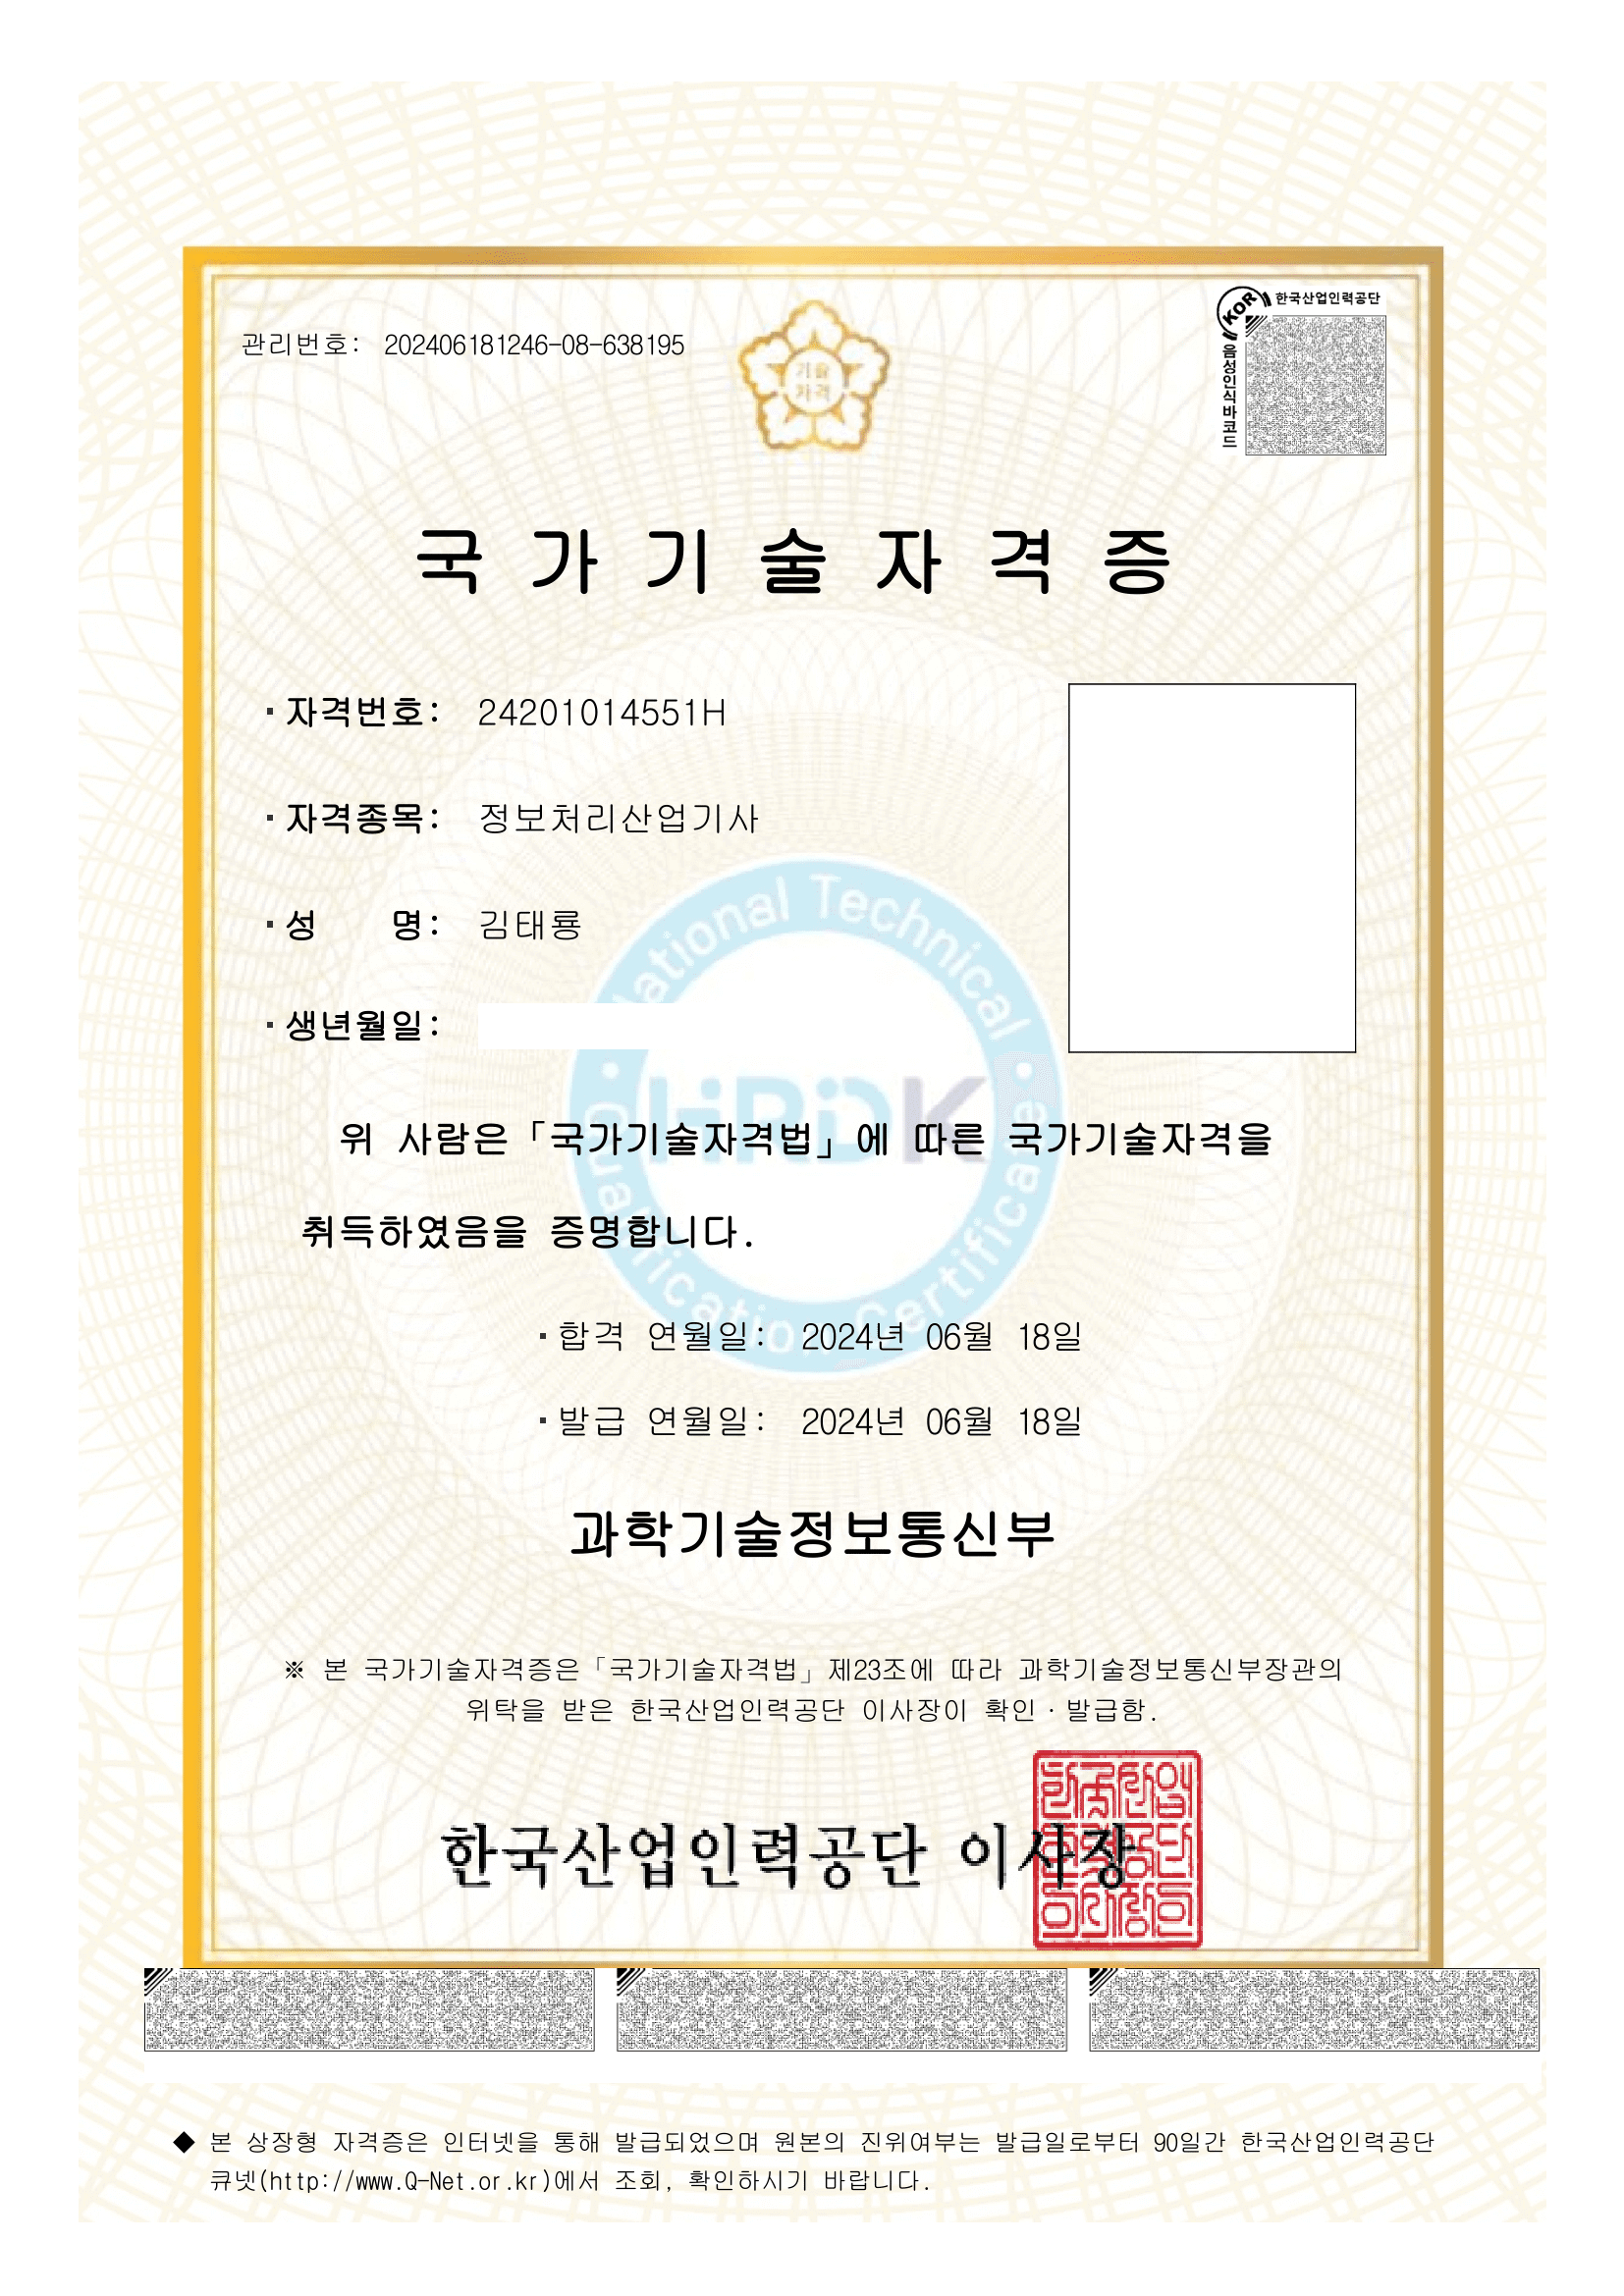 관리번호: 202406181246-08-638195
기술
자격
KOR
한국산업인력공단
음성인식바코드
국가기술자격증
· 자격번호: 24201014551H
· 자격종목: 정보처리산업기사
· 성 명: 김태룡
· 생년월일:
National Technical Qualification Certificate
HRDK
위 사람은「국가기술자격법」에 따른 국가기술자격을
취득하였음을 증명합니다.
· 합격 연월일: 2024년 06월 18일
· 발급 연월일: 2024년 06월 18일
과학기술정보통신부
※ 본 국가기술자격증은「국가기술자격법」제23조에 따라 과학기술정보통신부장관의
위탁을 받은 한국산업인력공단 이사장이 확인·발급함.
한국산업인력공단 이사장
◆ 본 상장형 자격증은 인터넷을 통해 발급되었으며 원본의 진위여부는 발급일로부터 90일간 한국산업인력공단
큐넷(http://www.Q-Net.or.kr)에서 조회, 확인하시기 바랍니다.